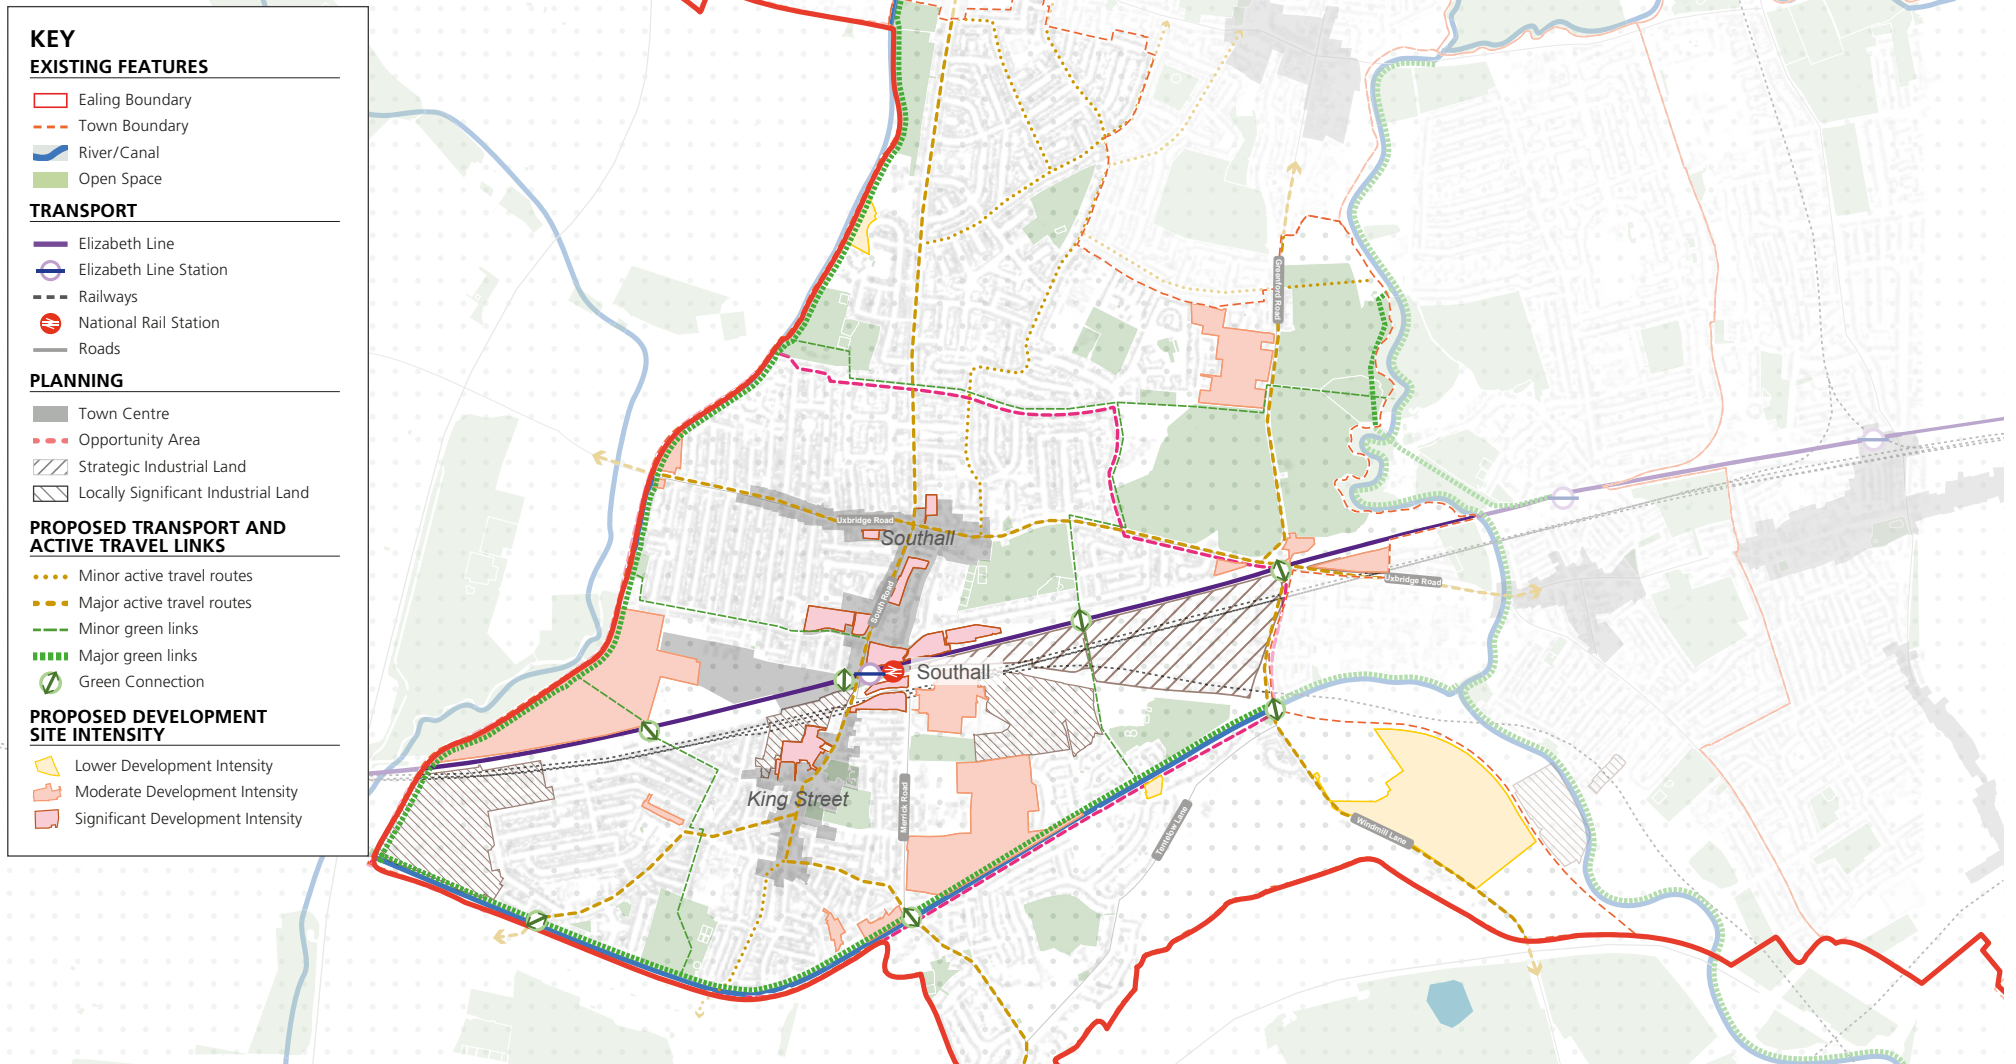 KEY
EXISTING FEATURES
Ealing Boundary
Town Boundary
River/Canal
Open Space
TRANSPORT
Elizabeth Line
Elizabeth Line Station
Railways
National Rail Station
Roads
PLANNING
Town Centre
Opportunity Area
Strategic Industrial Land
Locally Significant Industrial Land
PROPOSED TRANSPORT AND
ACTIVE TRAVEL LINKS
Minor active travel routes
Major active travel routes
Minor green links
Major green links
Green Connection
PROPOSED DEVELOPMENT
SITE INTENSITY
Lower Development Intensity
Moderate Development Intensity
Significant Development Intensity
Greenford Road
Uxbridge Road
Southall
South Road
Uxbridge Road
Southall
King Street
Merrick Road
Tentelow Lane
Windmill Lane